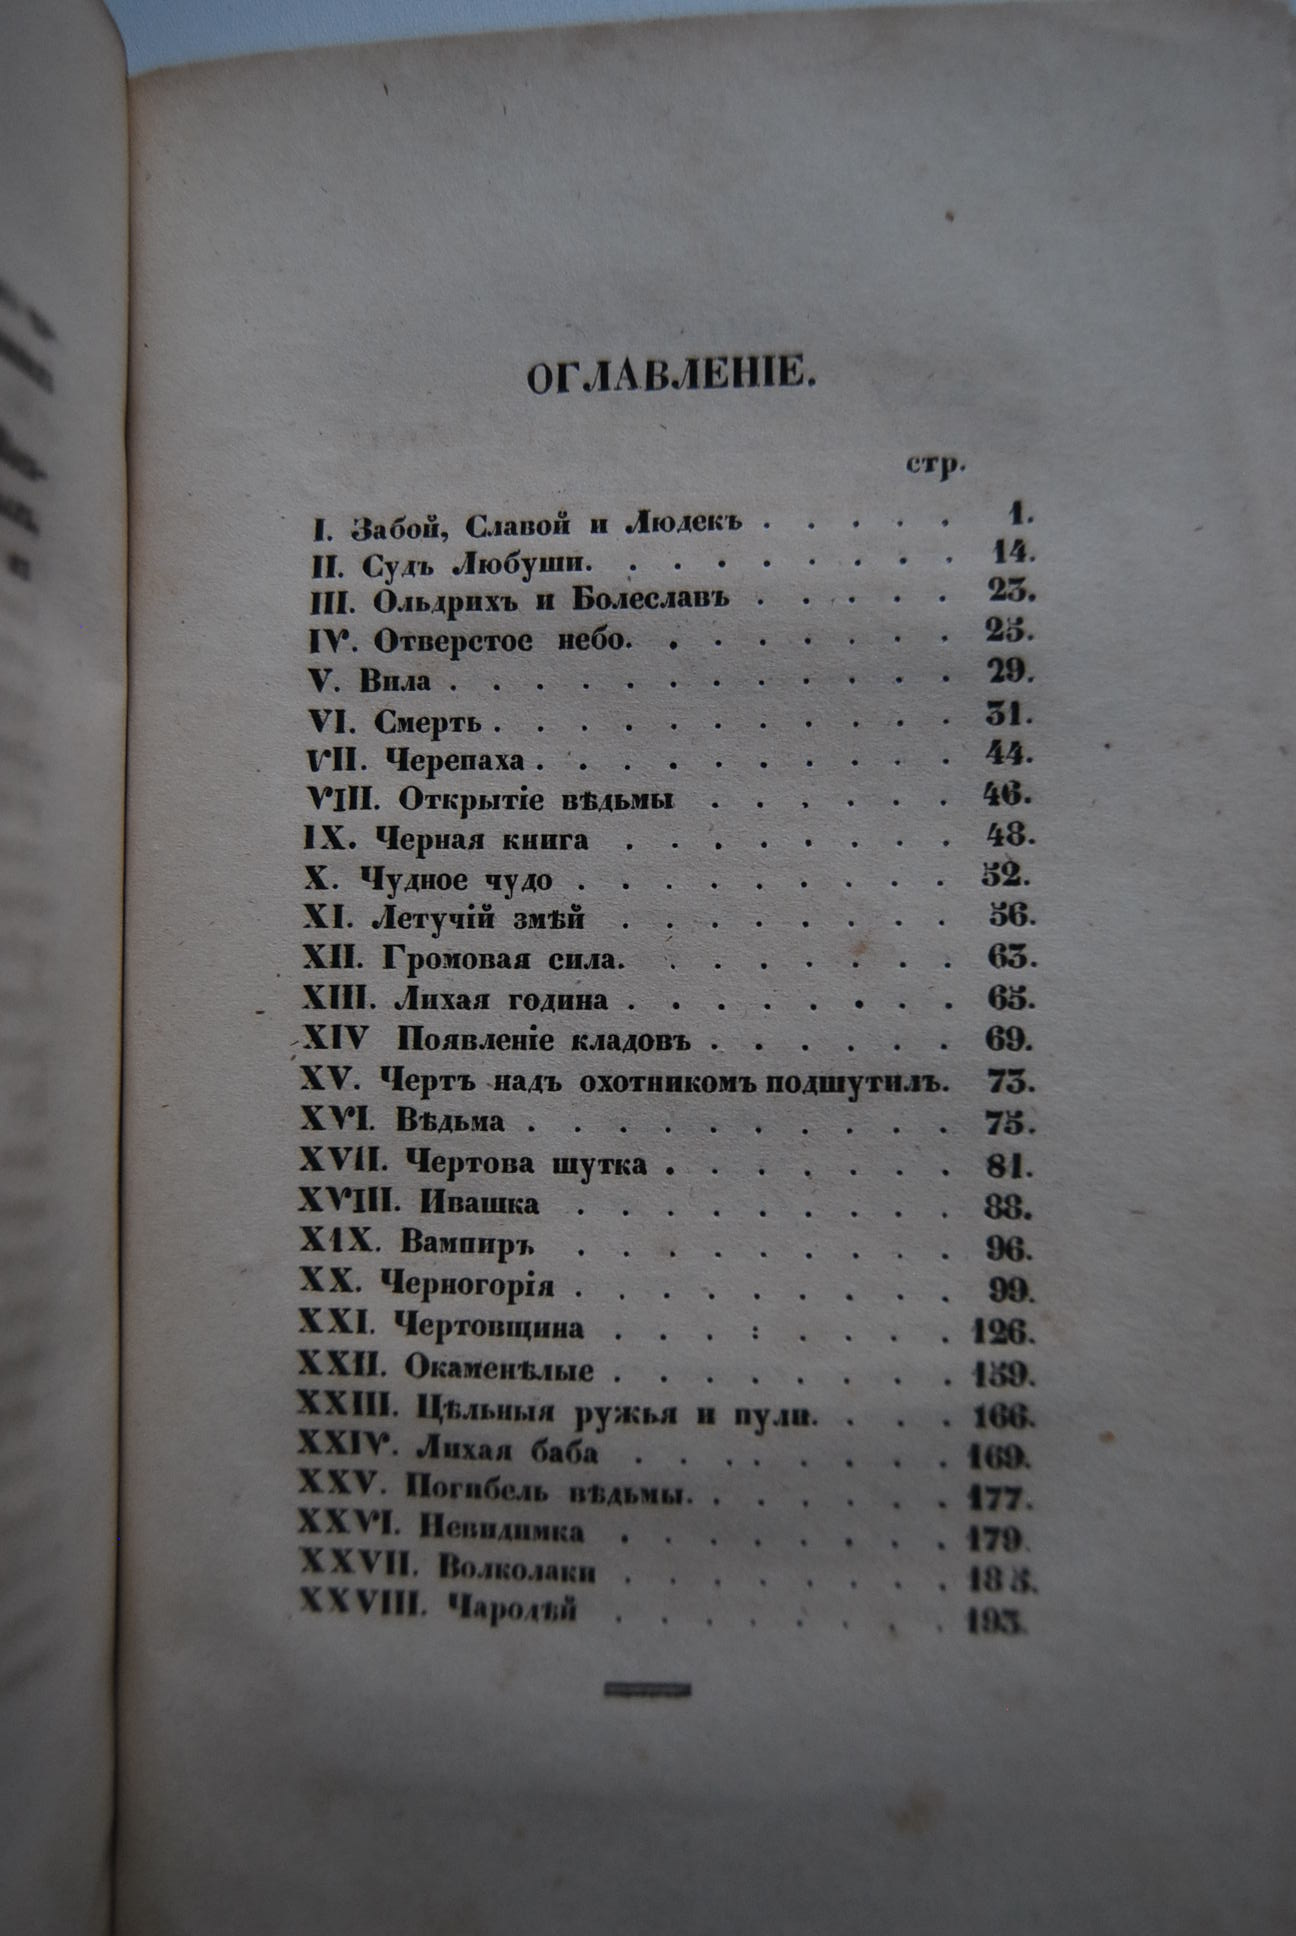 ОГЛАВЛЕНІЕ.
стр.
I. Забой, Славой и Людекъ . . . . . 1.
II. Судъ Любуши. . . . . . . . . 14.
III. Ольдрихъ и Болеславъ . . . . . 23.
IV. Отверстое небо. . . . . . . . 25.
V. Вила . . . . . . . . . . . . 29.
VI. Смерть . . . . . . . . . . . 31.
VII. Черепаха . . . . . . . . . . 44.
VIII. Открытіе вѣдьмы . . . . . . 46.
IX. Черная книга . . . . . . . . 48.
X. Чудное чудо . . . . . . . . . 52.
XI. Летучій змѣй . . . . . . . . 56.
XII. Громовая сила. . . . . . . . 63.
XIII. Лихая година . . . . . . . . 65.
XIV Появленіе кладовъ . . . . . . 69.
XV. Чертъ надъ охотникомъ подшутилъ. 73.
XVI. Вѣдьма . . . . . . . . . . 75.
XVII. Чертова шутка . . . . . . . 81.
XVIII. Ивашка . . . . . . . . . 88.
XIX. Вампиръ . . . . . . . . . 96.
XX. Черногорія . . . . . . . . . 99.
XXI. Чертовщина . . . : . . . . 126.
XXII. Окаменѣлые . . . . . . . . 159.
XXIII. Цѣльныя ружья и пули. . . . 166.
XXIV. Лихая баба . . . . . . . . 169.
XXV. Погибель вѣдьмы. . . . . . . 177.
XXVI. Невидимка . . . . . . . . 179.
XXVII. Волколаки . . . . . . . . 185.
XXVIII. Чародѣй . . . . . . . . 193.